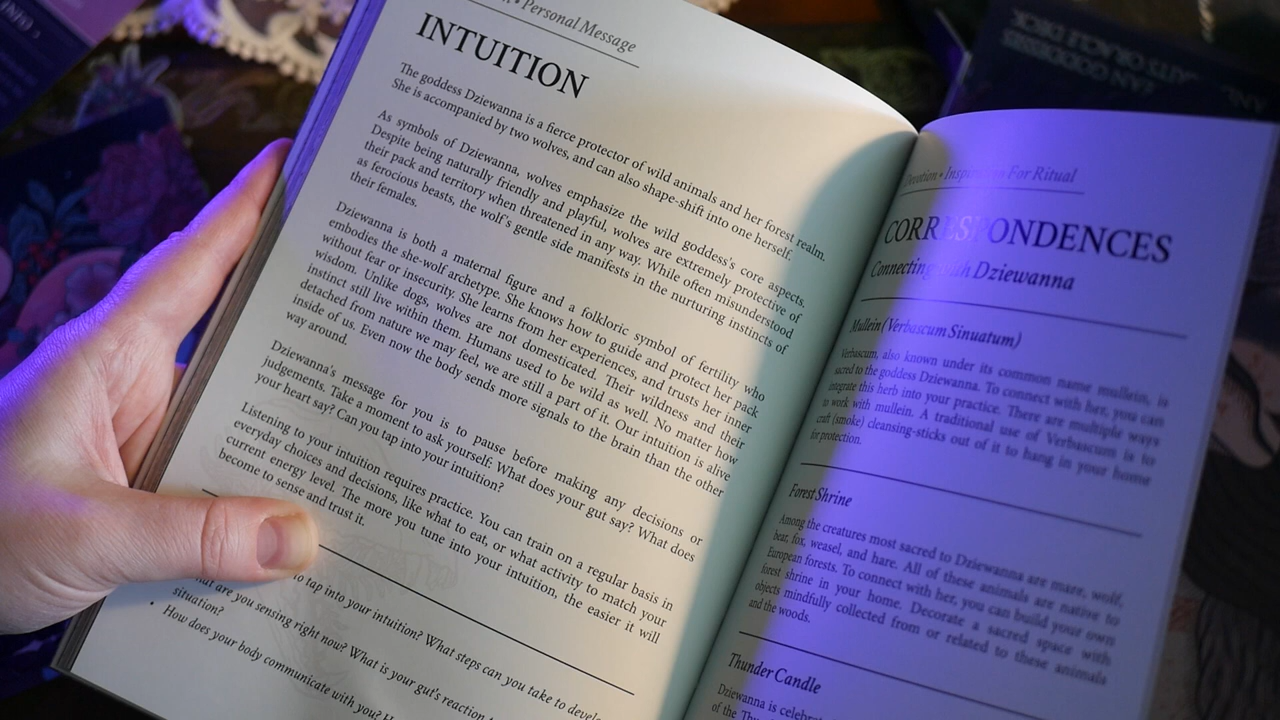 • Personal Message
INTUITION
The goddess Dziewanna is a fierce protector of wild animals and her forest realm.
She is accompanied by two wolves, and can also shape-shift into one herself.
As symbols of Dziewanna, wolves emphasize the wild goddess's core aspects.
Despite being naturally friendly and playful, wolves are extremely protective of
their pack and territory when threatened in any way. While often misunderstood
as ferocious beasts, the wolf's gentle side manifests in the nurturing instincts of
their females.
Dziewanna is both a maternal figure and a folkloric symbol of fertility who
embodies the she-wolf archetype. She knows how to guide and protect her pack
without fear or insecurity. She learns from her experiences, and trusts her inner
wisdom. Unlike dogs, wolves are not domesticated. Their wildness and their
instinct still live within them. Humans used to be wild as well. No matter how
detached from nature we may feel, we are still a part of it. Our intuition is alive
inside of us. Even now the body sends more signals to the brain than the other
way around.
Dziewanna's message for you is to pause before making any decisions or
judgements. Take a moment to ask yourself: What does your gut say? What does
your heart say? Can you tap into your intuition?
Listening to your intuition requires practice. You can train on a regular basis in
everyday choices and decisions, like what to eat, or what activity to match your
current energy level. The more you tune into your intuition, the easier it will
become to sense and trust it.
to tap into your intuition? What steps can you take to
are you sensing right now? What is your gut's reaction
situation?
• How does your body communicate with you?
Devotion • For Ritual
CORRESPONDENCES
Connecting with Dziewanna
Mullein (Verbascum Sinuatum)
Verbascum, also known under its common name mullein, is
sacred to the goddess Dziewanna. To connect with her, you can
integrate this herb into your practice. There are multiple ways
to work with mullein. A traditional use of Verbascum is to
craft (smoke) cleansing-sticks out of it to hang in your home
for protection.
Forest Shrine
Among the creatures most sacred to Dziewanna are mare, wolf,
bear, fox, weasel, and hare. All of these animals are native to
European forests. To connect with her, you can build your own
forest shrine in your home. Decorate a sacred space with
objects mindfully collected from or related to these animals
and the woods.
Thunder Candle
Dziewanna is
of the